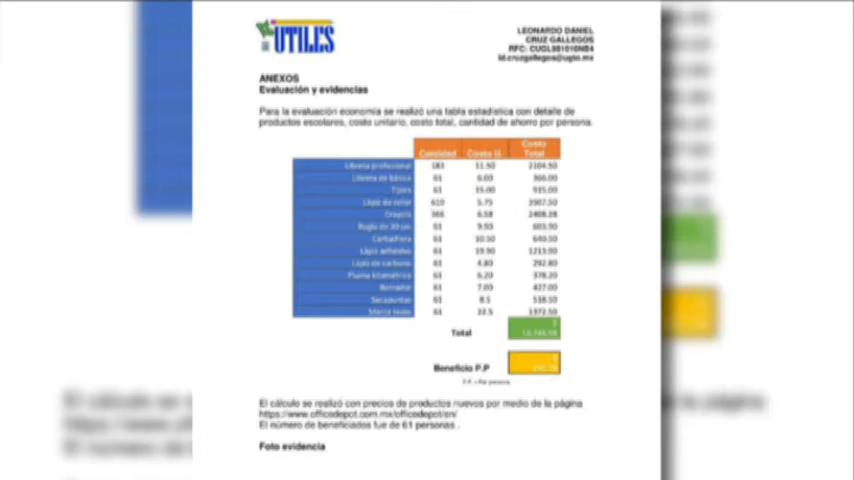 ÚTILES
LEONARDO DANIEL
CRUZ GALLEGOS
ld.cruzgallegos@ugto.mx
ANEXOS
Evaluación y evidencias
Para la evaluación economía se realizó una tabla estadística con detalle de
productos escolares, costo unitario, costo total, cantidad de ahorro por persona.
Cantidad Costo U Costo Total
Libreta profesional 183 11.50 2104.50
Libreta de básica 61 6.00 366.00
Tijera 61 15.00 915.00
Lápiz de color 610 5.75 3507.50
Crayola 366 6.58 2408.28
Regla de 30 cm 61 9.90 603.90
Cartuchera 61 10.50 640.50
Lápiz adhesivo 61 19.90 1213.90
Lápiz de carbono 61 4.80 292.80
Pluma kilométrico 61 6.20 378.20
Borrador 61 7.00 427.00
Sacapuntas 61 8.5 518.50
61 22.5 1372.50
Total $
Beneficio P.P $
P.P. = Por persona
El cálculo se realizó con precios de productos nuevos por medio de la página
https://www.officedepot.com.mx/officedepot/en/
El número de beneficiados fue de 61 personas .
Foto evidencia